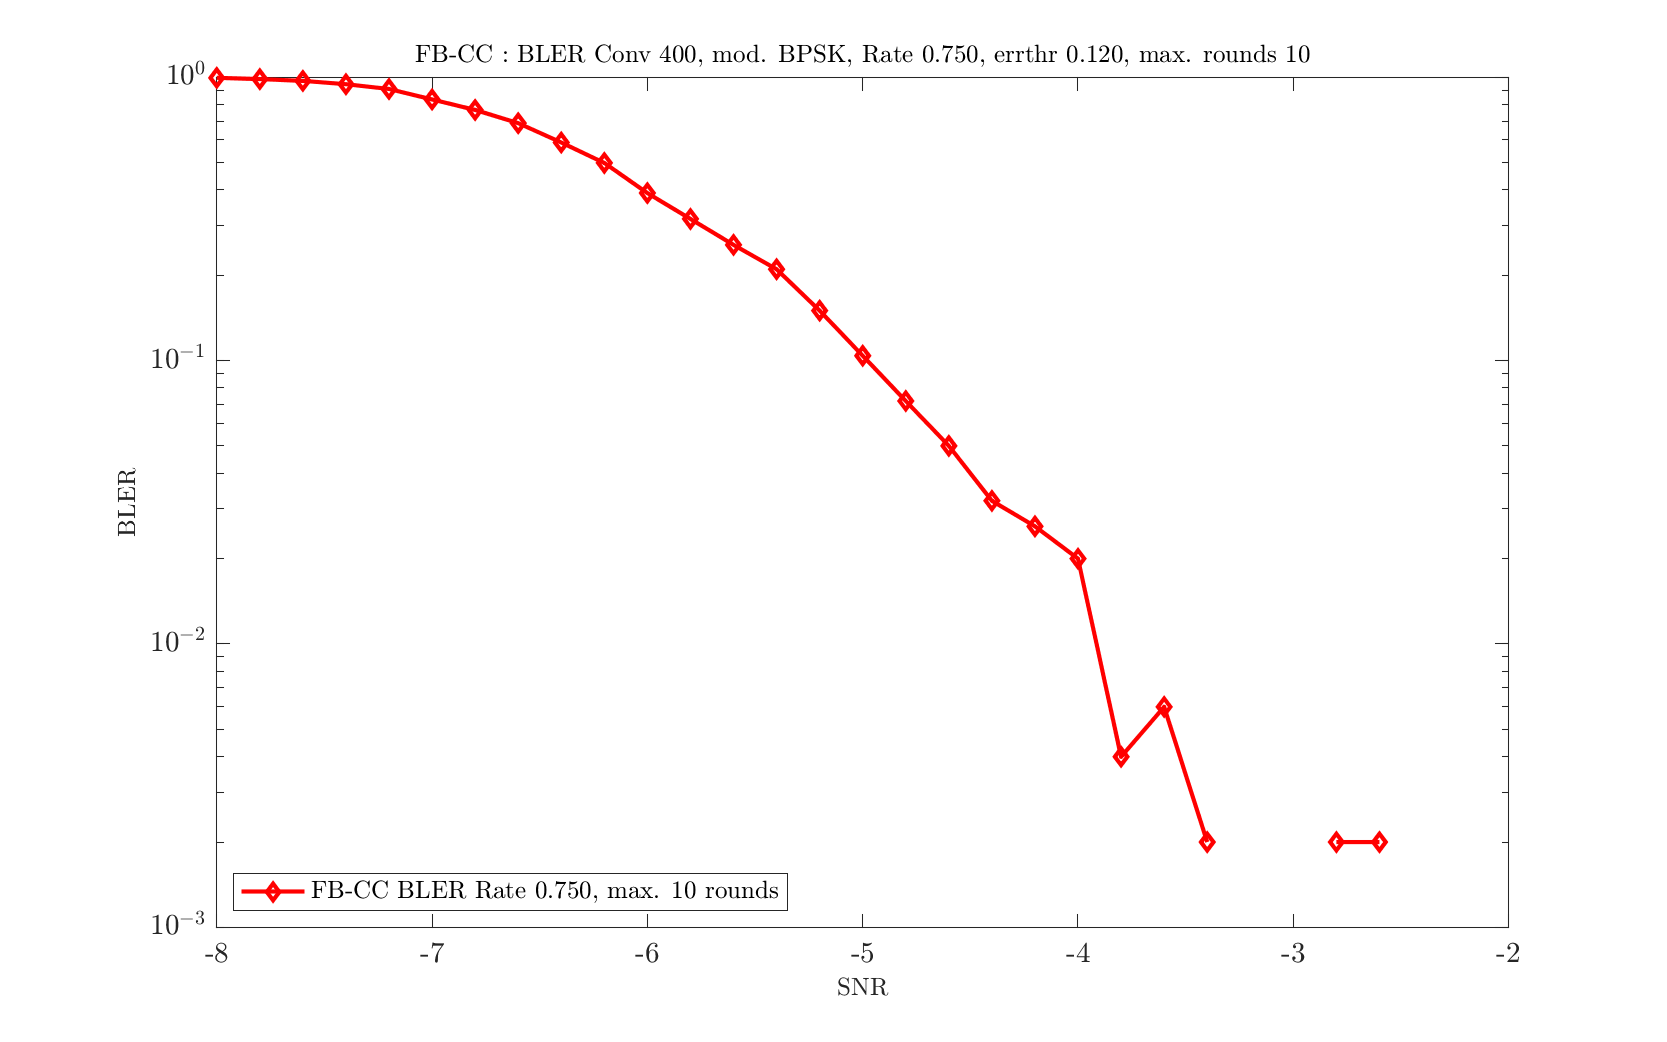 FB-CC : BLER Conv 400, mod. BPSK, Rate 0.750, errthr 0.120, max. rounds 10
10⁰
10⁻¹
10⁻²
10⁻³
BLER
FB-CC BLER Rate 0.750, max. 10 rounds
-8 -7 -6 -5 -4 -3 -2
SNR